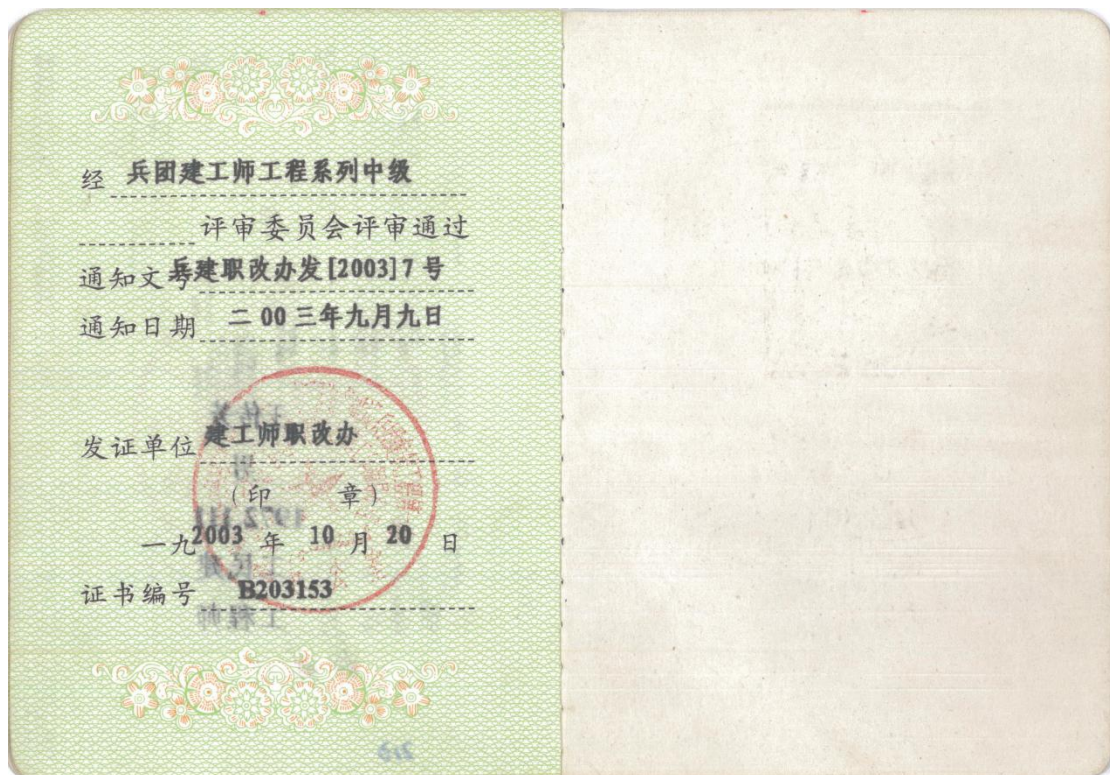 经 兵团建工师工程系列中级
评审委员会评审通过
通知文号 兵建职改办发[2003]7号
通知日期 二00三年九月九日
发证单位 建工师职改办
（印 章）
一九2003 年 10 月 20 日
证书编号 B203153